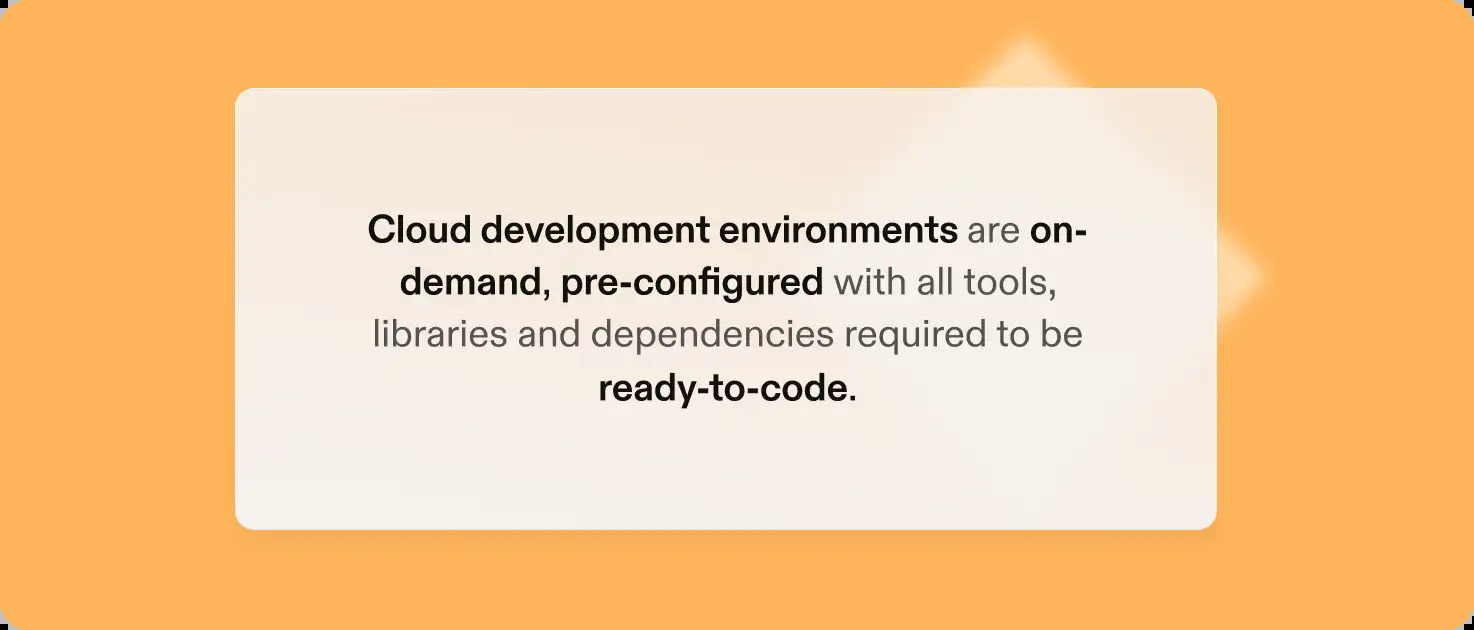 Cloud development environments are on-
demand, pre-configured with all tools,
libraries and dependencies required to be
ready-to-code.